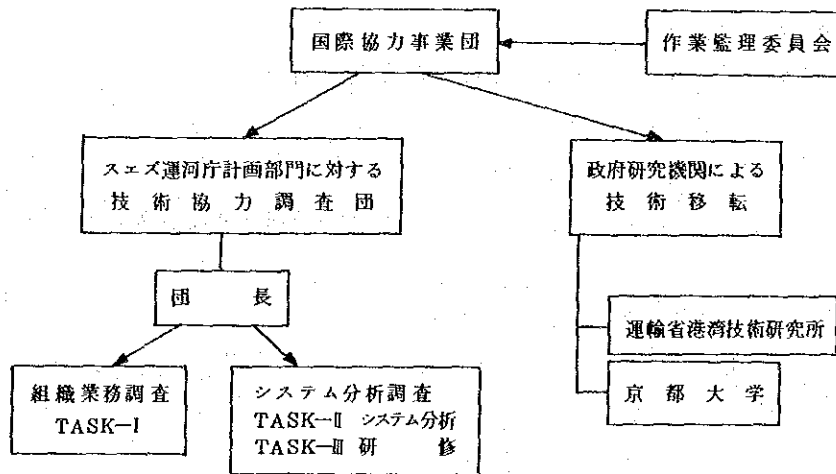 国際協力事業団
作業監理委員会
スエズ運河庁計画部門に対する
技術協力調査団
政府研究機関による
技術移転
団長
運輸省港湾技術研究所
京都大学
組織業務調査
TASK-I
システム分析調査
TASK-II システム分析
TASK-III 研修